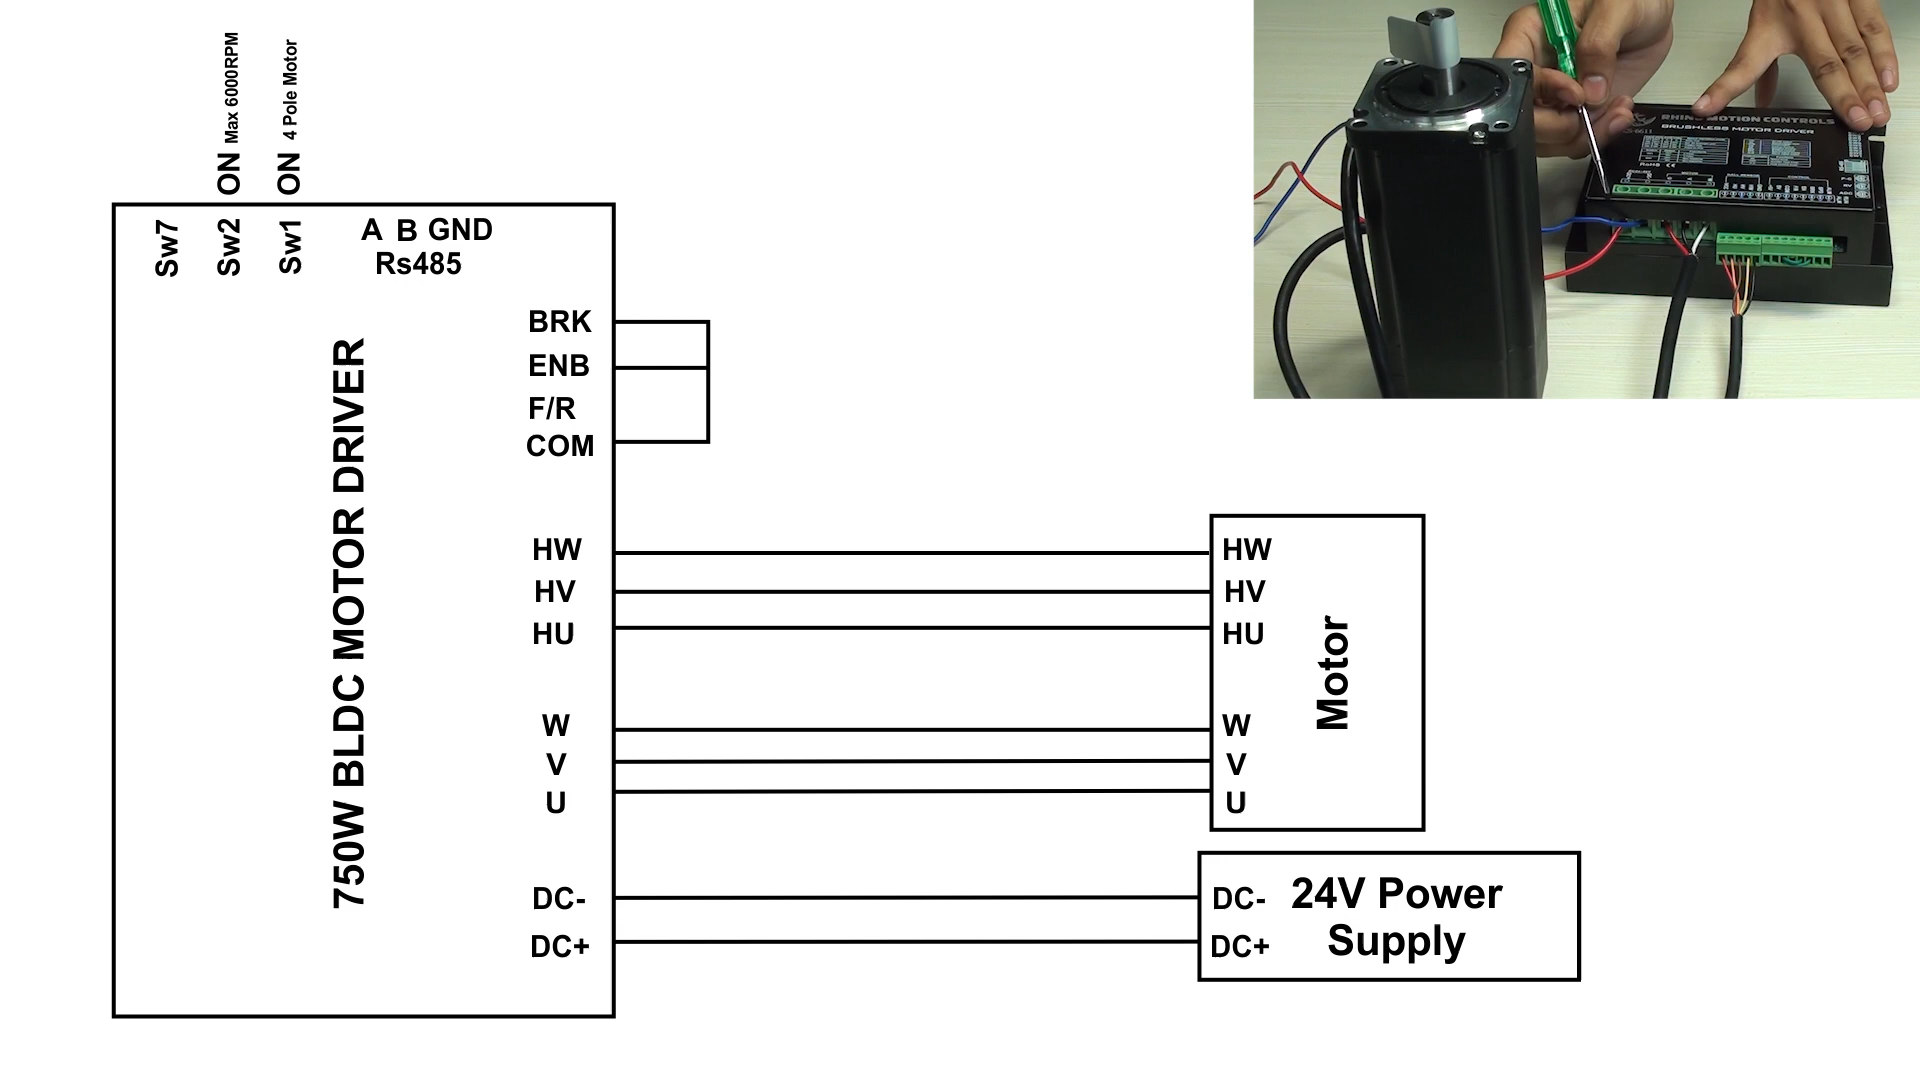 ON Max 6000RPM
ON 4 Pole Motor
Sw7
Sw2
Sw1
A B GND
Rs485
750W BLDC MOTOR DRIVER
BRK
ENB
F/R
COM
HW
HV
HU
W
V
U
DC-
DC+
HW
HV
HU
W
V
U
Motor
DC-
DC+
24V Power
Supply
RHINO MOTION CONTROLS
BRUSHLESS MOTOR DRIVER
RoHS CE